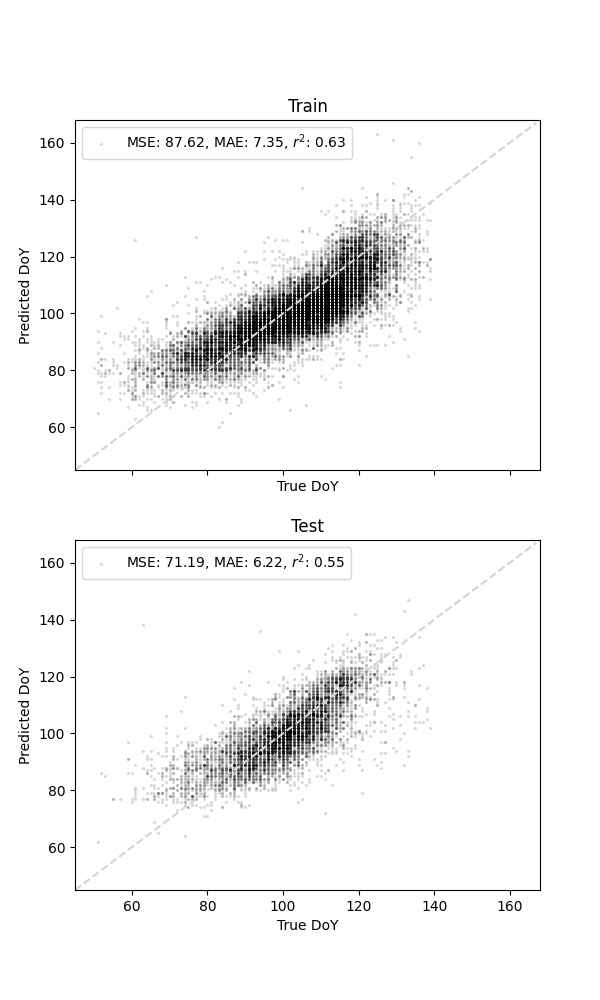 Train
MSE: 87.62, MAE: 7.35, r²: 0.63
160
140
120
100
80
60
Predicted DoY
True DoY
Test
MSE: 71.19, MAE: 6.22, r²: 0.55
160
140
120
100
80
60
Predicted DoY
60 80 100 120 140 160
True DoY